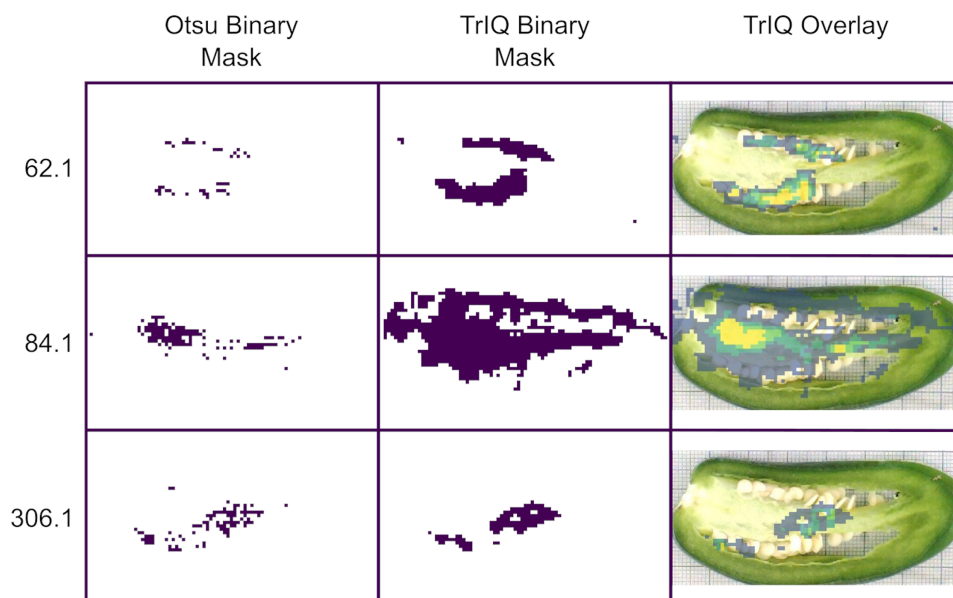 Otsu Binary
Mask
TrIQ Binary
Mask
TrIQ Overlay
62.1
84.1
306.1